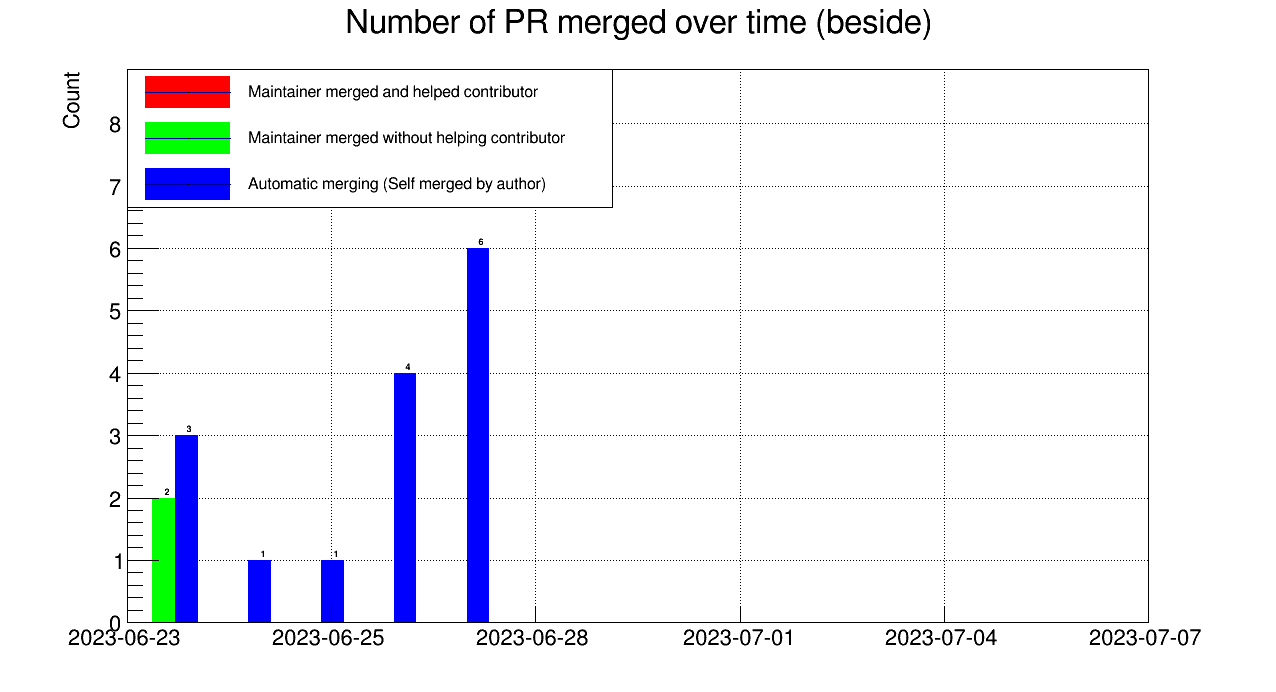 Number of PR merged over time (beside)
Count
Maintainer merged and helped contributor
Maintainer merged without helping contributor
Automatic merging (Self merged by author)
8
7
6
5
4
3
2
1
0
2
3
1
1
4
6
2023-06-23 2023-06-25 2023-06-28 2023-07-01 2023-07-04 2023-07-07